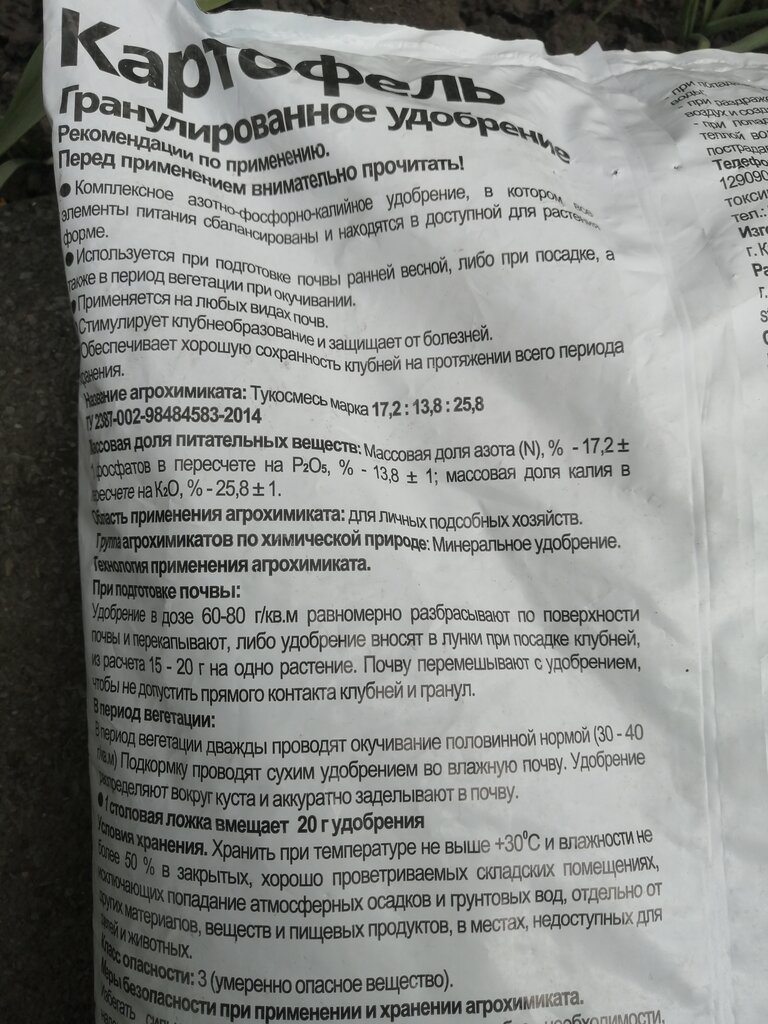 Картофель
Гранулированное удобрение
Рекомендации по применению.
Перед применением внимательно прочитать!
● Комплексное азотно-фосфорно-калийное удобрение, в котором все
элементы питания сбалансированы и находятся в доступной для растений
форме.
● Используется при подготовке почвы ранней весной, либо при посадке, а
также в период вегетации при окучивании.
Применяется на любых видах почв.
Стимулирует клубнеобразование и защищает от болезней.
Обеспечивает хорошую сохранность клубней на протяжении всего периода
хранения.
Название агрохимиката: Тукосмесь марка 17,2 : 13,8 : 25,8
ТУ 2387-002-98484583-2014
Массовая доля питательных веществ: Массовая доля азота (N), % - 17,2 ±
фосфатов в пересчете на P₂O₅, % - 13,8 ± 1; массовая доля калия в
пересчете на K₂O, % - 25,8 ± 1.
Область применения агрохимиката: для личных подсобных хозяйств.
Группа агрохимикатов по химической природе: Минеральное удобрение.
Технология применения агрохимиката.
При подготовке почвы:
Удобрение в дозе 60-80 г/кв.м равномерно разбрасывают по поверхности
почвы и перекапывают, либо удобрение вносят в лунки при посадке клубней,
из расчета 15 - 20 г на одно растение. Почву перемешивают с удобрением,
чтобы не допустить прямого контакта клубней и гранул.
В период вегетации:
В период вегетации дважды проводят окучивание половинной нормой (30 - 40
г/кв.м) Подкормку проводят сухим удобрением во влажную почву. Удобрение
распределяют вокруг куста и аккуратно заделывают в почву.
● 1 столовая ложка вмещает 20 г удобрения
Условия хранения. Хранить при температуре не выше +30⁰С и влажности не
более 50 % в закрытых, хорошо проветриваемых складских помещениях,
исключающих попадание атмосферных осадков и грунтовых вод, отдельно от
других материалов, веществ и пищевых продуктов, в местах, недоступных для
детей и животных.
Класс опасности: 3 (умеренно опасное вещество).
Меры безопасности при применении и хранении агрохимиката.
Избегать
необходимости,
при
- при
воздух и
- при
теплой
129090
тел.:
г. К
г.